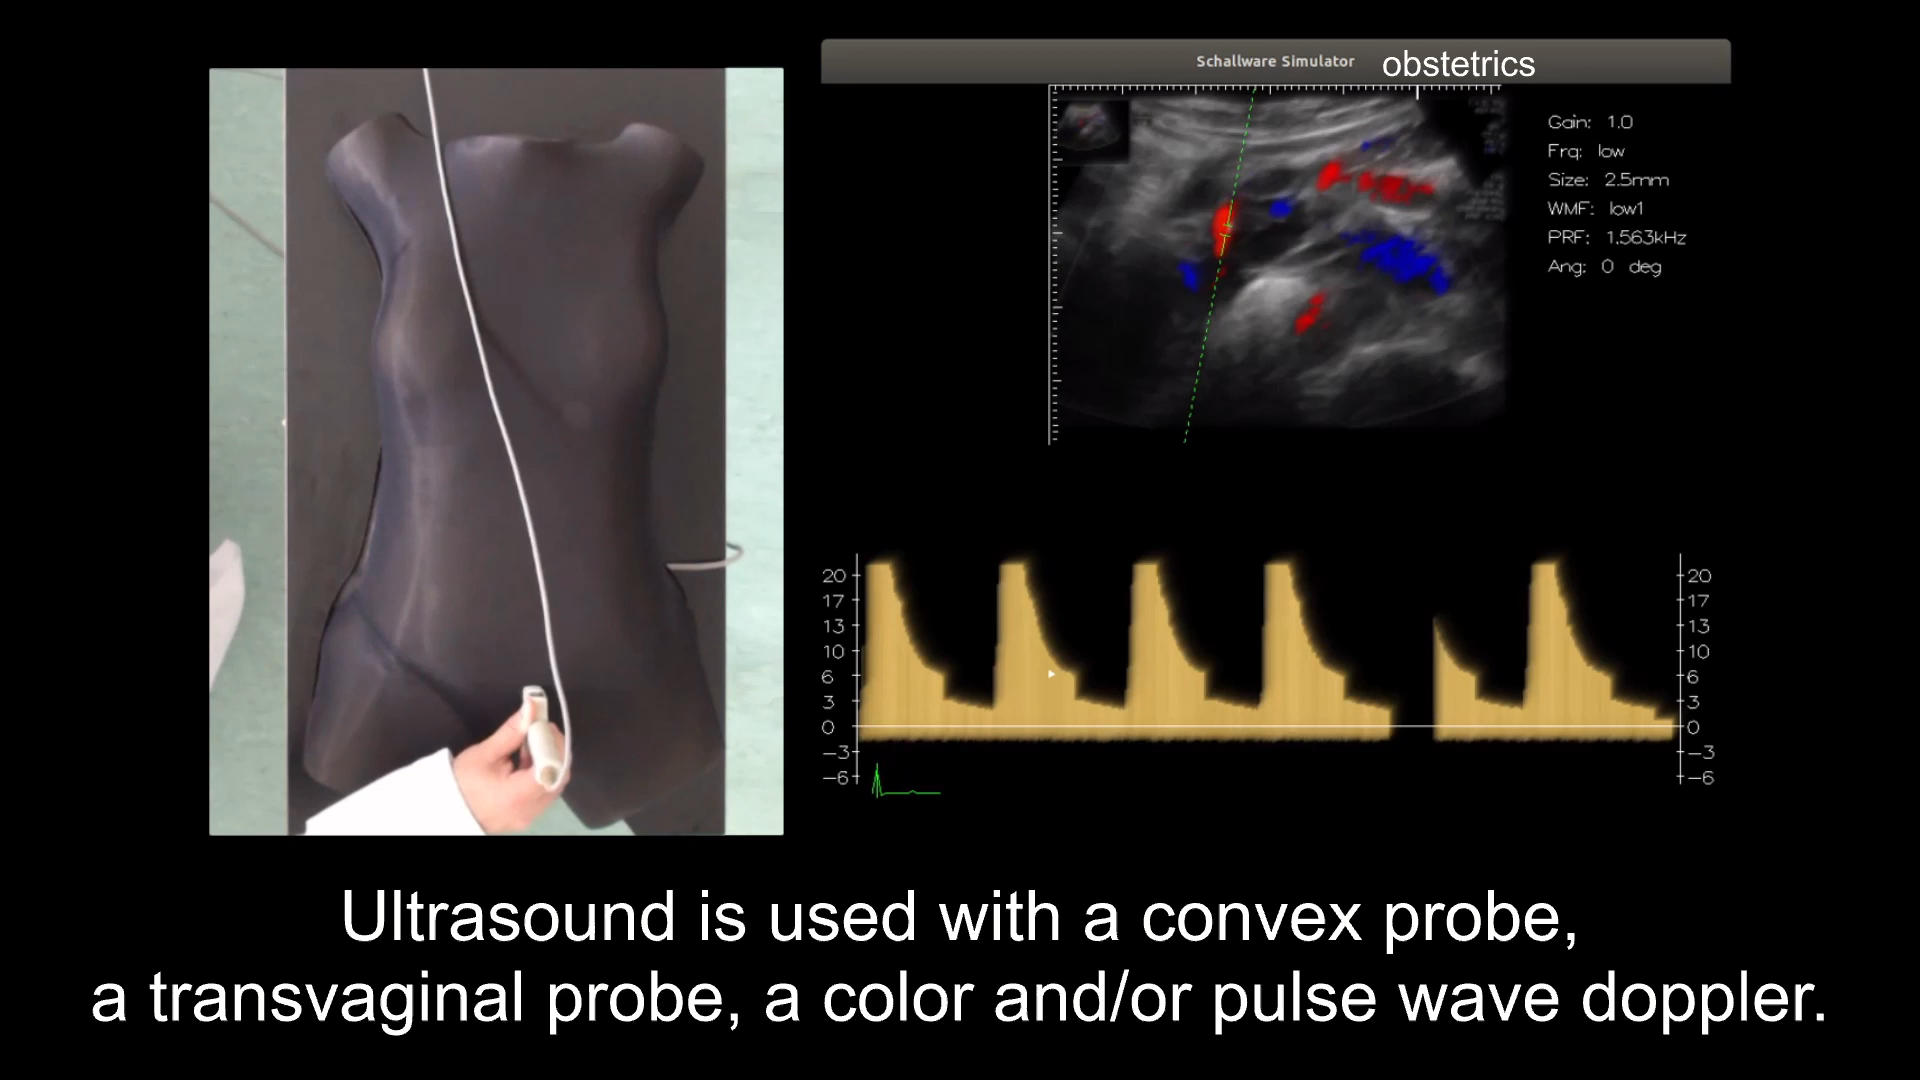 Schallware Simulator obstetrics
Gain: 1.0
Frq: low
Size: 2.5mm
WMF: low1
PRF: 1.563kHz
Ang: 0 deg
20 20
17 17
13 13
10 10
6 6
3 3
0 0
-3 -3
-6 -6
Ultrasound is used with a convex probe,
a transvaginal probe, a color and/or pulse wave doppler.